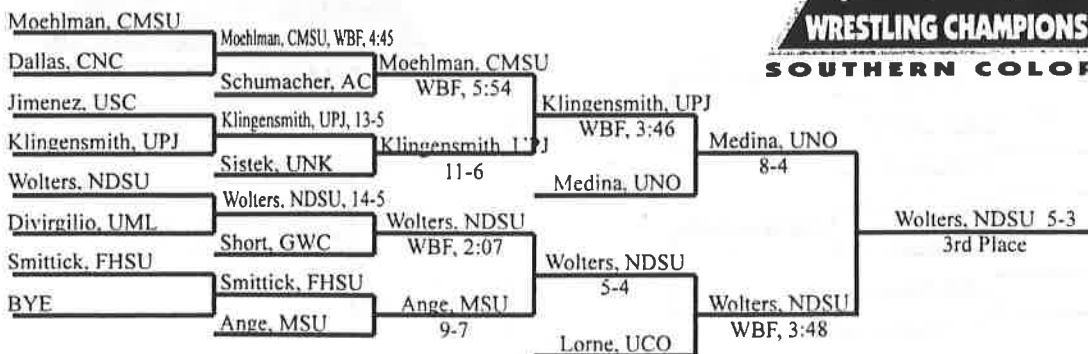 WRESTLING CHAMPIONS
SOUTHERN COLOR
Moehlman, CMSU
Dallas, CNC
Jimenez, USC
Klingensmith, UPJ
Wolters, NDSU
Divirgilio, UML
Smittick, FHSU
BYE
Moehlman, CMSU, WBF, 4:45
Schumacher, AC
Klingensmith, UPJ, 13-5
Sistek, UNK
Wolters, NDSU, 14-5
Short, GWC
Smittick, FHSU
Ange, MSU
Moehlman, CMSU
WBF, 5:54
Klingensmith, UPJ
11-6
Wolters, NDSU
WBF, 2:07
Ange, MSU
9-7
Klingensmith, UPJ
WBF, 3:46
Medina, UNO
Wolters, NDSU
5-4
Lorne, UCO
Medina, UNO
8-4
Wolters, NDSU
WBF, 3:48
Wolters, NDSU 5-3
3rd Place